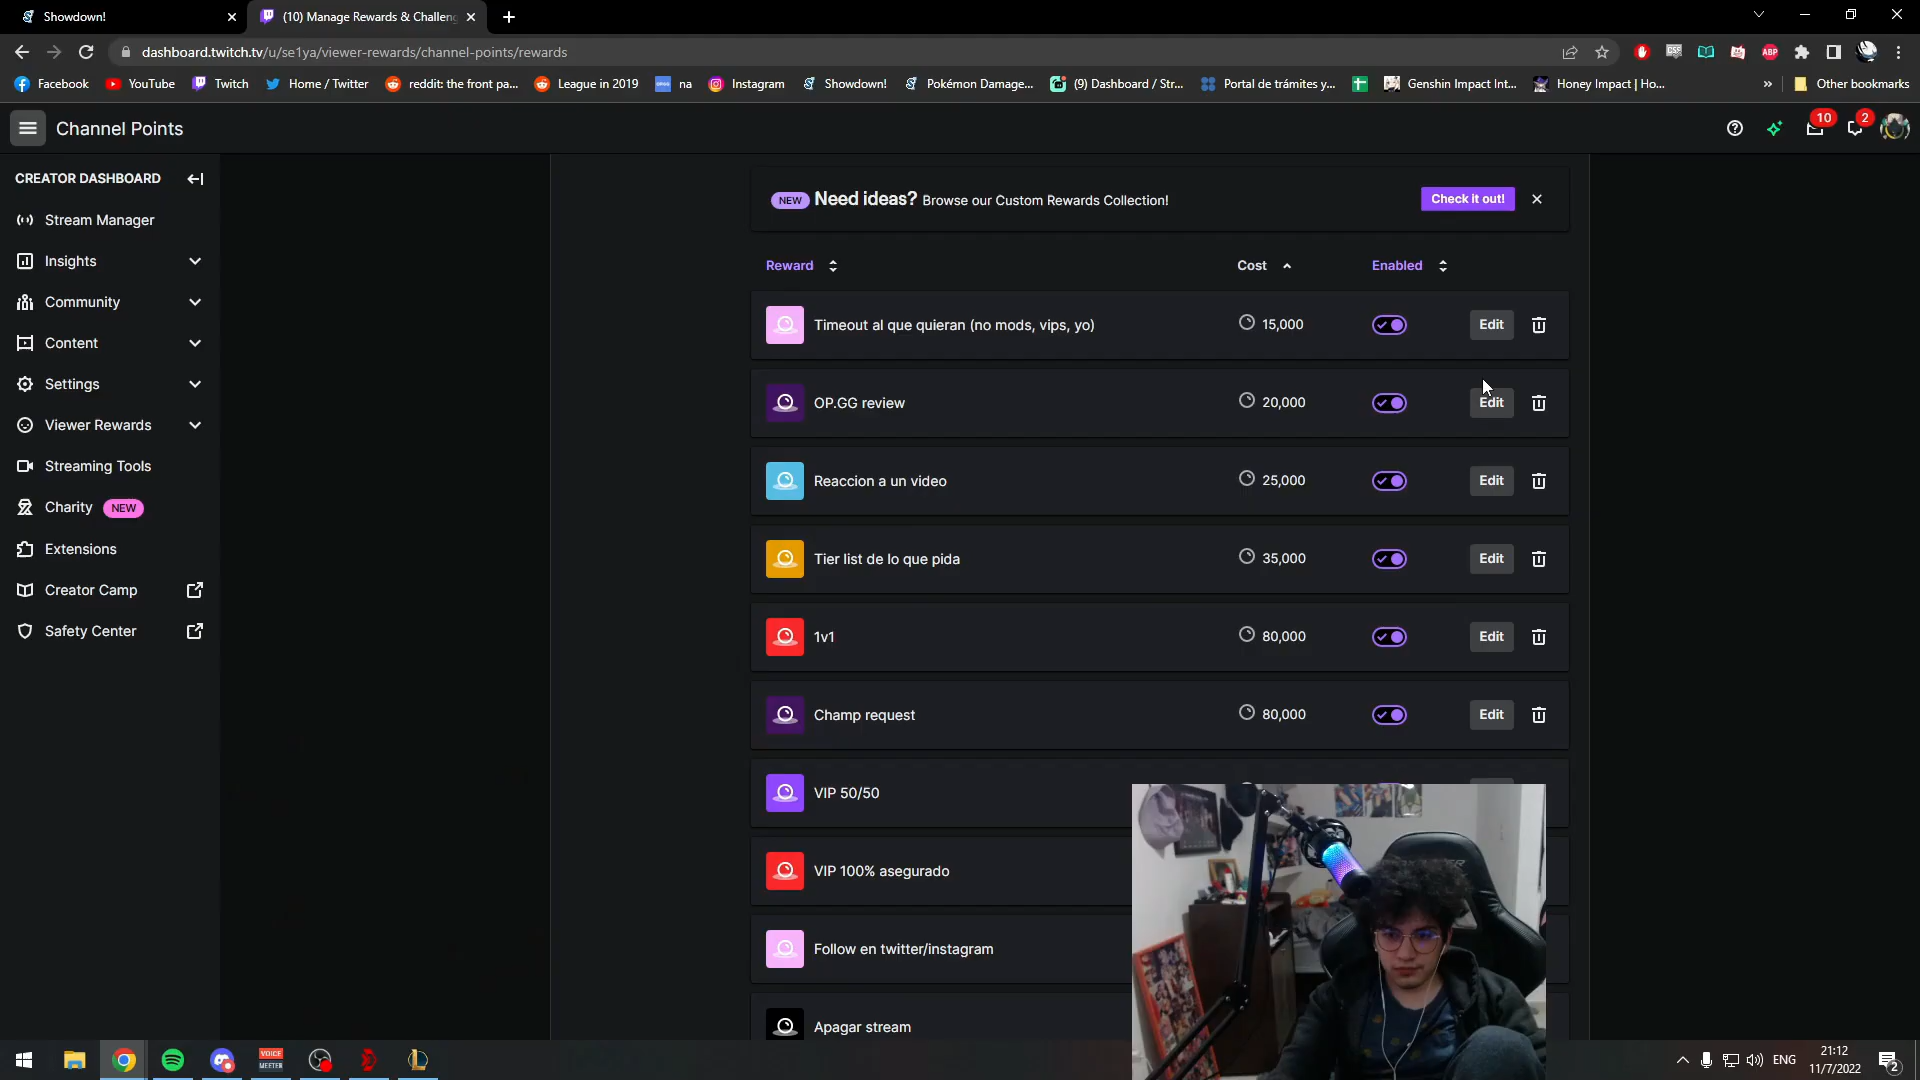 Showdown!
(10) Manage Rewards & Challeng
dashboard.twitch.tv/u/se1ya/viewer-rewards/channel-points/rewards
Facebook
YouTube
Twitch
Home / Twitter
reddit: the front pa...
League in 2019
na
Instagram
Showdown!
Pokémon Damage...
(9) Dashboard / Str...
Portal de trámites y...
Genshin Impact Int...
Honey Impact | Ho...
»
Other bookmarks
Channel Points
10
2
CREATOR DASHBOARD
Stream Manager
Insights
Community
Content
Settings
Viewer Rewards
Streaming Tools
Charity NEW
Extensions
Creator Camp
Safety Center
NEW Need ideas? Browse our Custom Rewards Collection!
Check it out!
Reward Cost Enabled
Timeout al que quieran (no mods, vips, yo) 15,000 Edit
OP.GG review 20,000 Edit
Reaccion a un video 25,000 Edit
Tier list de lo que pida 35,000 Edit
1v1 80,000 Edit
Champ request 80,000 Edit
VIP 50/50
VIP 100% asegurado
Follow en twitter/instagram
Apagar stream
VOICE
MEETER
ENG
21:12
11/7/2022
2